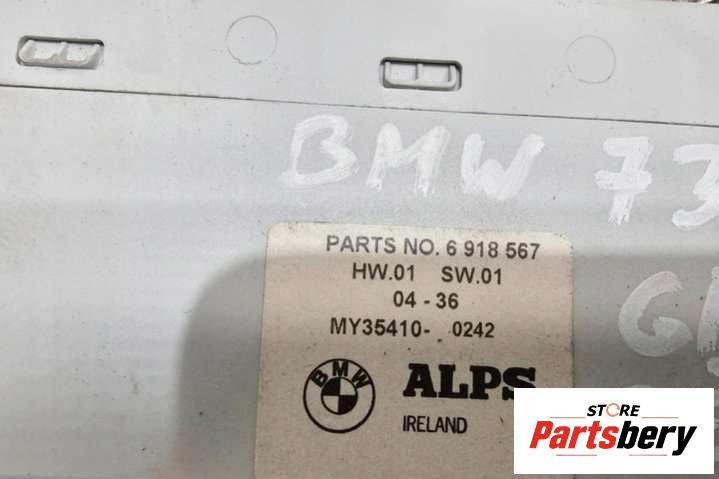 BMW 73
PARTS NO. 6 918 567
HW.01 SW.01
04 - 36
MY35410- 0242
BMW
ALPS
IRELAND
STORE
Partsbery